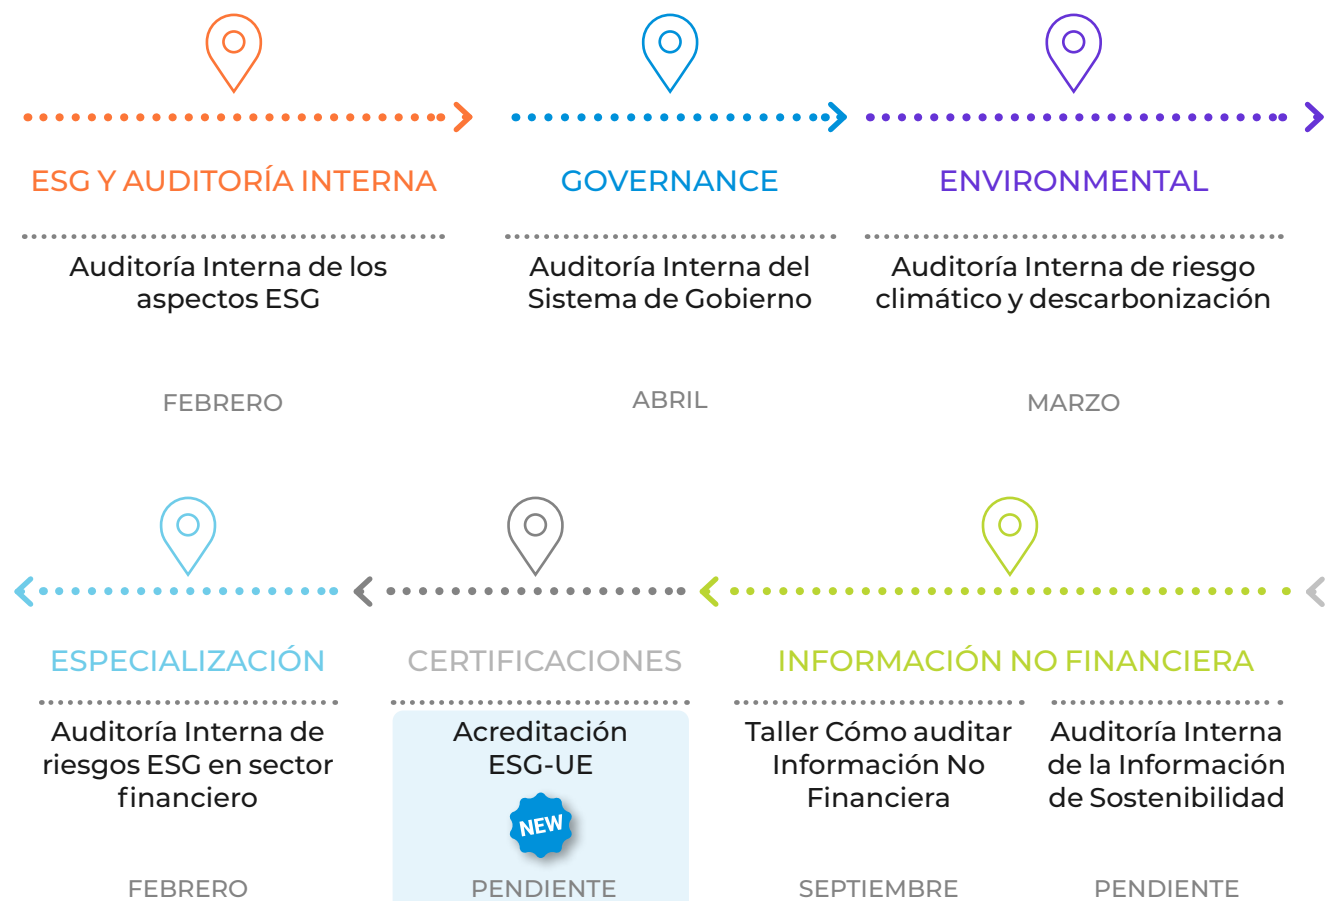 ESG Y AUDITORÍA INTERNA
Auditoría Interna de los
aspectos ESG
FEBRERO
GOVERNANCE
Auditoría Interna del
Sistema de Gobierno
ABRIL
ENVIRONMENTAL
Auditoría Interna de riesgo
climático y descarbonización
MARZO
ESPECIALIZACIÓN
Auditoría Interna de
riesgos ESG en sector
financiero
FEBRERO
CERTIFICACIONES
Acreditación
ESG-UE
NEW
PENDIENTE
INFORMACIÓN NO FINANCIERA
Taller Cómo auditar
Información No
Financiera
SEPTIEMBRE
Auditoría Interna
de la Información
de Sostenibilidad
PENDIENTE